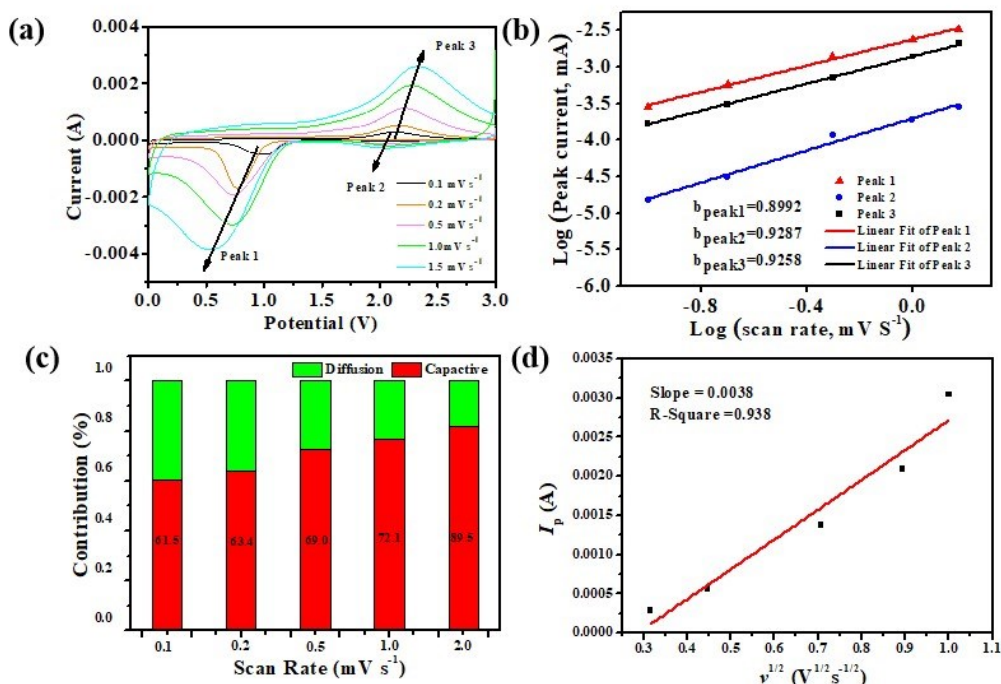 (a)
0.004
0.002
0.000
-0.002
-0.004
Current (A)
Peak 3
Peak 2
Peak 1
0.1 mV s⁻¹
0.2 mV s⁻¹
0.5 mV s⁻¹
1.0mV s⁻¹
1.5 mV s⁻¹
0.0 0.5 1.0 1.5 2.0 2.5 3.0
Potential (V)
(b)
-2.5
-3.0
-3.5
-4.0
-4.5
-5.0
-5.5
-6.0
Log (Peak current, mA)
b peak1=0.8992
b peak2=0.9287
b peak3=0.9258
Peak 1
Peak 2
Peak 3
Linear Fit of Peak 1
Linear Fit of Peak 2
Linear Fit of Peak 3
-0.8 -0.4 0.0
Log (scan rate, mV S⁻¹)
(c)
1.0
0.8
0.6
0.4
0.2
0.0
Contribution (%)
Diffusion Capactive
61.5 63.4 69.0 72.1 89.5
0.1 0.2 0.5 1.0 2.0
Scan Rate (mV s⁻¹)
(d)
0.0035
0.0030
0.0025
0.0020
0.0015
0.0010
0.0005
0.0000
Ip (A)
Slope = 0.0038
R-Square =0.938
0.3 0.4 0.5 0.6 0.7 0.8 0.9 1.0 1.1
v¹/² (V¹/²s⁻¹/²)